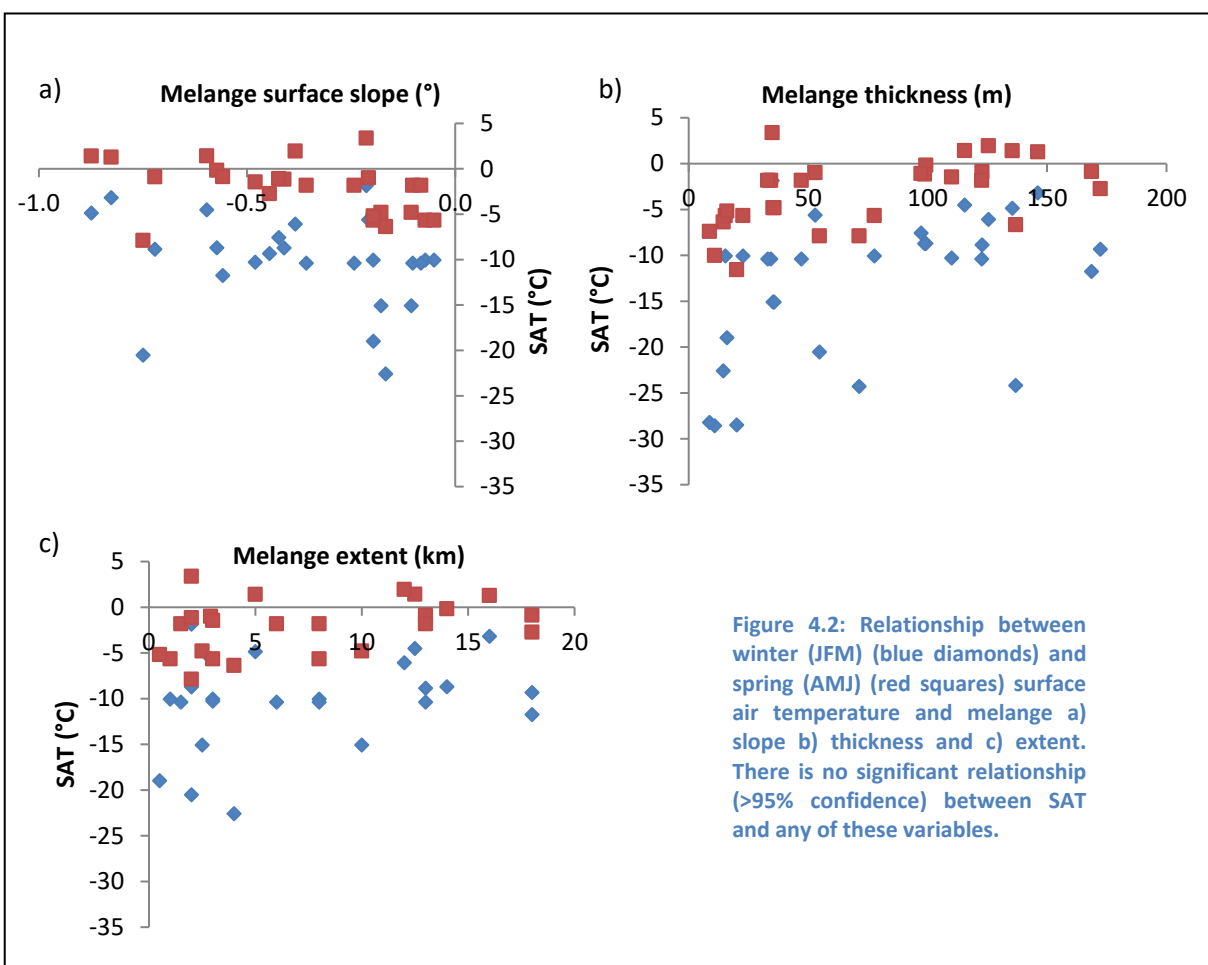 a)
Melange surface slope (°)
5
0
-1.0
-0.5
0.0
-5
-10
-15
-20
-25
-30
-35
SAT (°C)
b)
Melange thickness (m)
5
0
0
50
100
150
200
-5
-10
-15
-20
-25
-30
-35
SAT (°C)
c)
Melange extent (km)
5
0
0
5
10
15
20
-5
-10
-15
-20
-25
-30
-35
SAT (°C)
Figure 4.2: Relationship between
winter (JFM) (blue diamonds) and
spring (AMJ) (red squares) surface
air temperature and melange a)
slope b) thickness and c) extent.
There is no significant relationship
(>95% confidence) between SAT
and any of these variables.